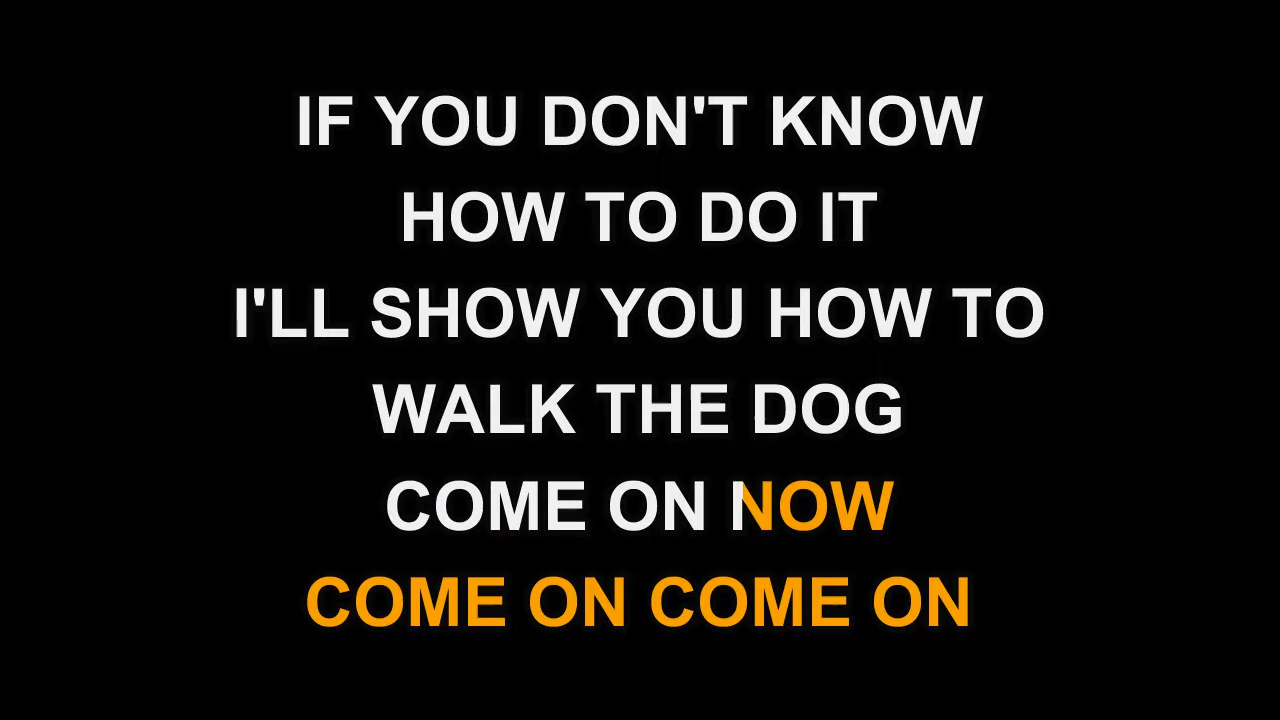 IF YOU DON'T KNOW
HOW TO DO IT
I'LL SHOW YOU HOW TO
WALK THE DOG
COME ON NOW
COME ON COME ON